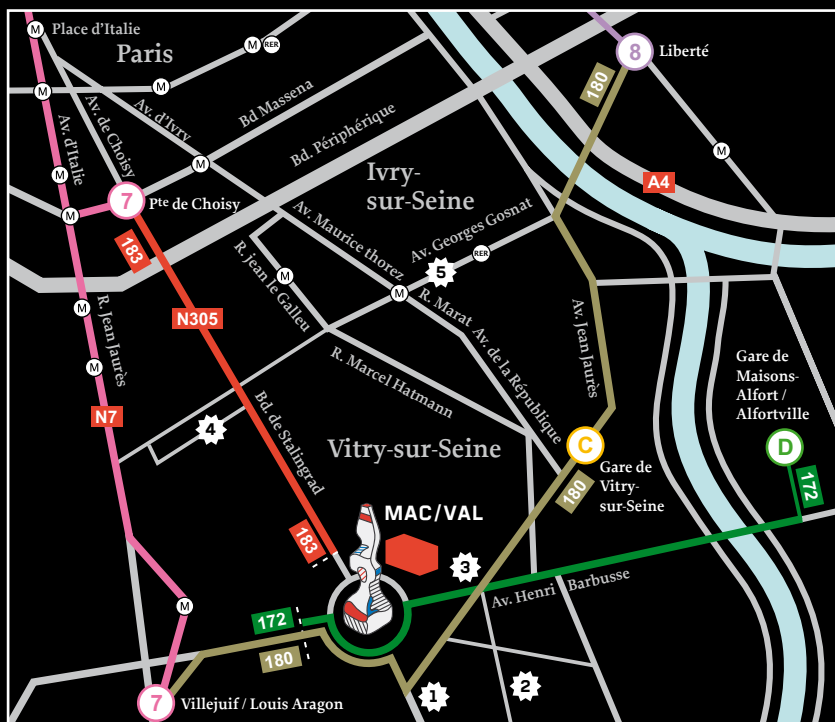 Place d'Italie
M
Paris
M
RER
8
Liberté
180
M
M
Av. de Choisy
Av. d'Ivry
Bd Massena
Bd. Périphérique
Av. d'Italie
M
M
M
A4
Ivry-
sur-Seine
7
Pte de Choisy
M
183
Av. Maurice thorez
Av. Georges Gosnat
RER
5
R. jean le Galleu
M
M
R. Marat
R. Jean Jaurès
M
N305
Av. Jean Jaurès
Av. de la République
R. Marcel Hatmann
M
N7
Gare de
Maisons-
Alfort /
Alfortville
D
172
4
Bd. de Stalingrad
Vitry-sur-Seine
C
Gare de
Vitry-
sur-Seine
180
MAC/VAL
183
3
Av. Henri Barbusse
M
172
180
7
Villejuif / Louis Aragon
1
2